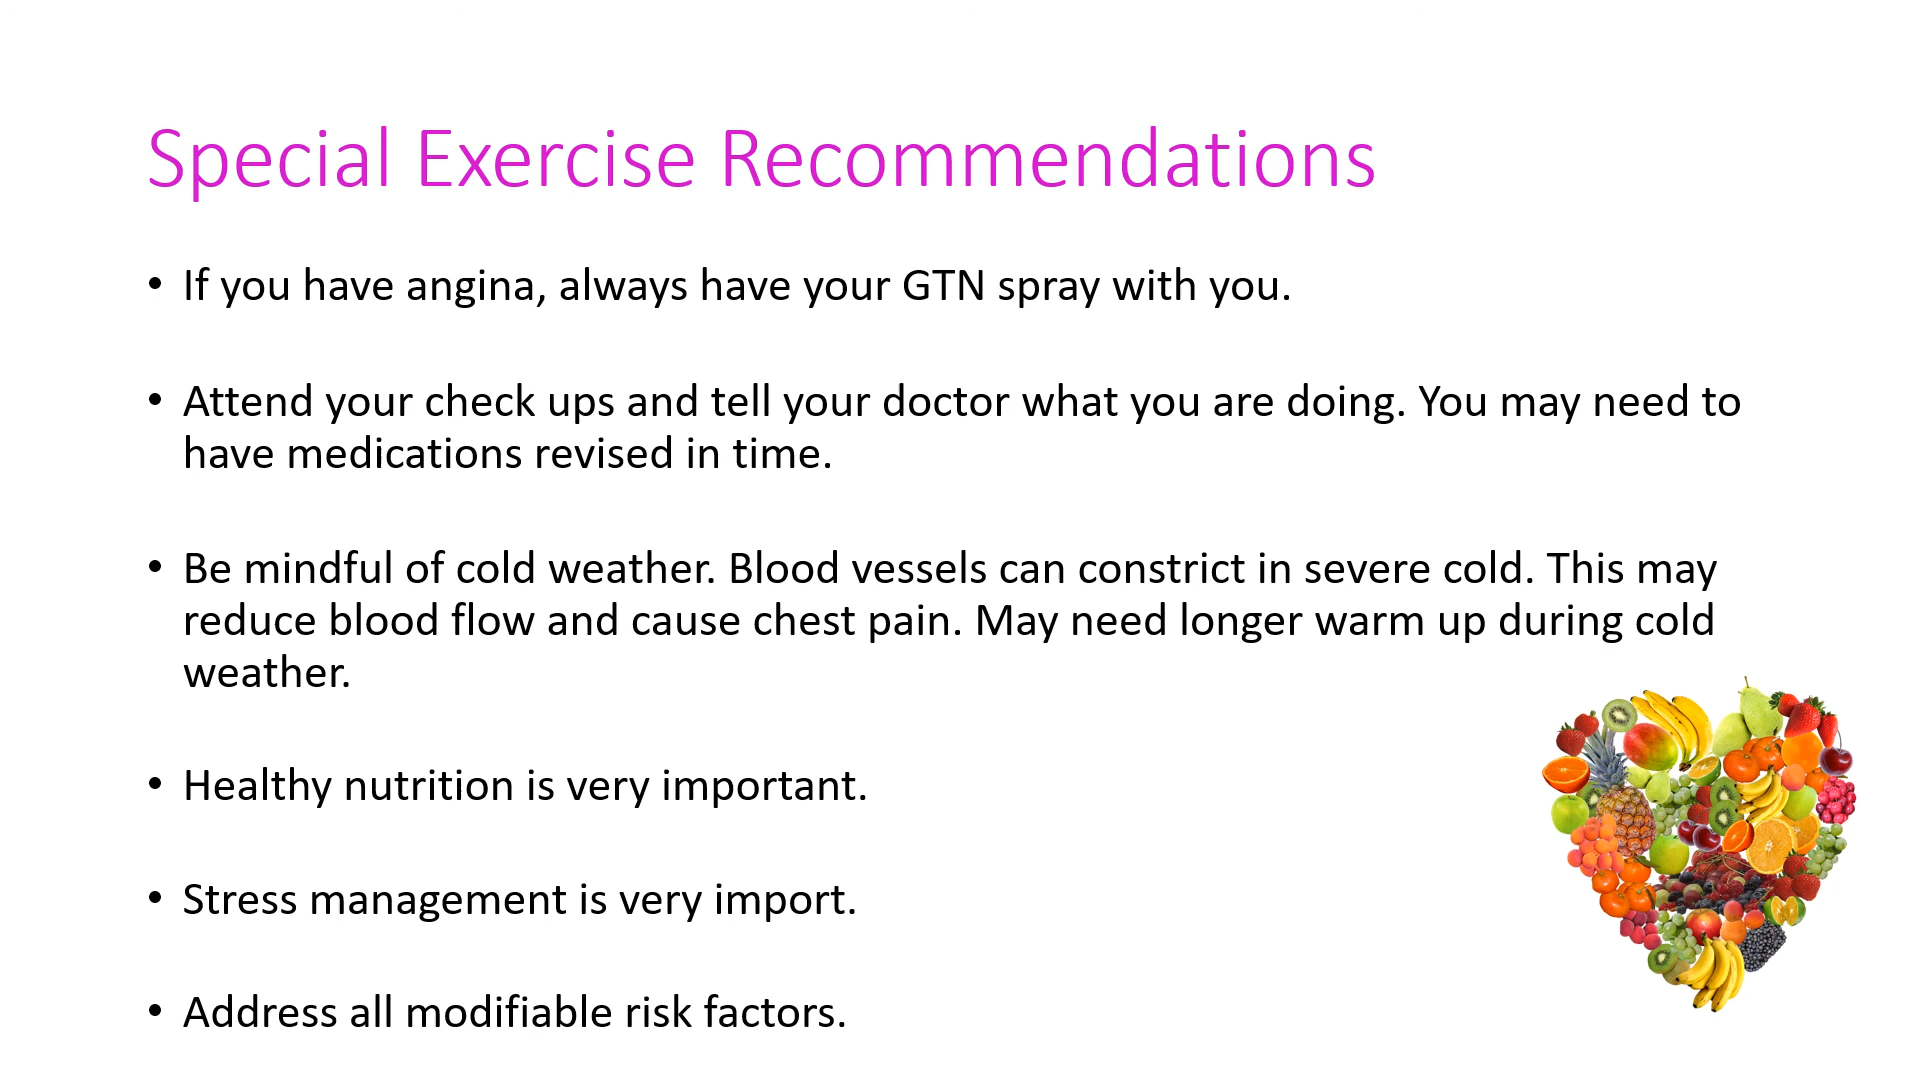 Special Exercise Recommendations
• If you have angina, always have your GTN spray with you.
• Attend your check ups and tell your doctor what you are doing. You may need to
have medications revised in time.
• Be mindful of cold weather. Blood vessels can constrict in severe cold. This may
reduce blood flow and cause chest pain. May need longer warm up during cold
weather.
• Healthy nutrition is very important.
• Stress management is very import.
• Address all modifiable risk factors.